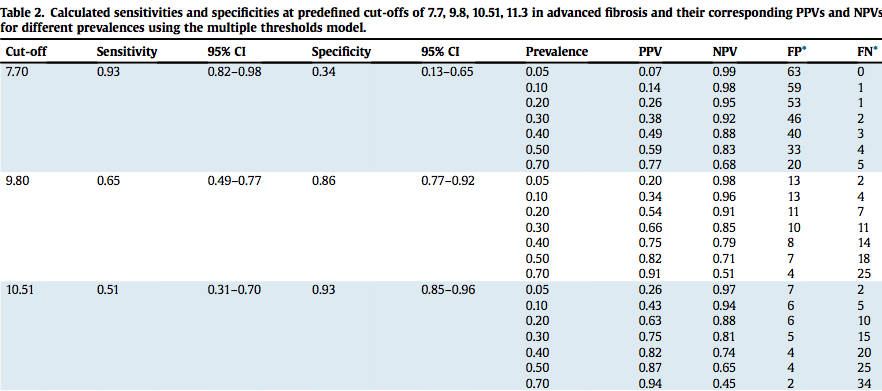 Table 2. Calculated sensitivities and specificities at predefined cut-offs of 7.7, 9.8, 10.51, 11.3 in advanced fibrosis and their corresponding PPVs and NPVs
for different prevalences using the multiple thresholds model.
Cut-off Sensitivity 95% CI Specificity 95% CI Prevalence PPV NPV FP* FN*
7.70 0.93 0.82–0.98 0.34 0.13–0.65 0.05 0.07 0.99 63 0
0.10 0.14 0.98 59 1
0.20 0.26 0.95 53 1
0.30 0.38 0.92 46 2
0.40 0.49 0.88 40 3
0.50 0.59 0.83 33 4
0.70 0.77 0.68 20 5
9.80 0.65 0.49–0.77 0.86 0.77–0.92 0.05 0.20 0.98 13 2
0.10 0.34 0.96 13 4
0.20 0.54 0.91 11 7
0.30 0.66 0.85 10 11
0.40 0.75 0.79 8 14
0.50 0.82 0.71 7 18
0.70 0.91 0.51 4 25
10.51 0.51 0.31–0.70 0.93 0.85–0.96 0.05 0.26 0.97 7 2
0.10 0.43 0.94 6 5
0.20 0.63 0.88 6 10
0.30 0.75 0.81 5 15
0.40 0.82 0.74 4 20
0.50 0.87 0.65 4 25
0.70 0.94 0.45 2 34